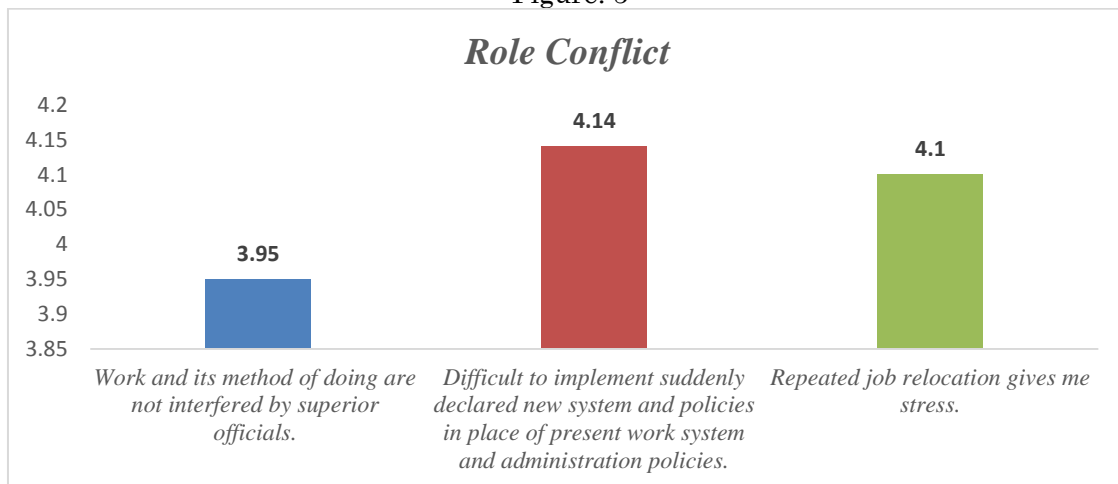 Role Conflict
4.2
4.15
4.1
4.05
4
3.95
3.9
3.85
3.95
4.14
4.1
Work and its method of doing are
not interfered by superior
officials.
Difficult to implement suddenly
declared new system and policies
in place of present work system
and administration policies.
Repeated job relocation gives me
stress.